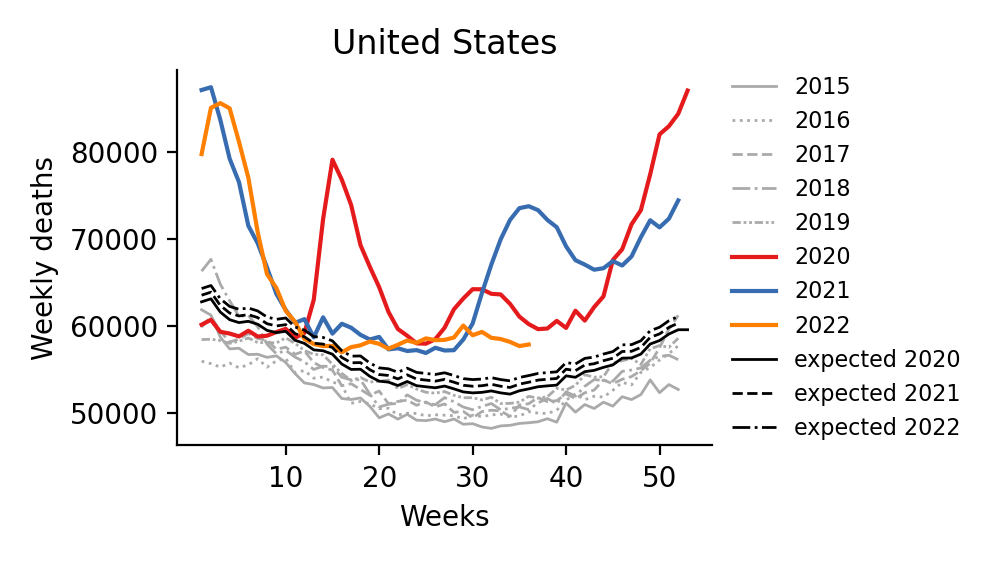 United States
Weekly deaths
80000
70000
60000
50000
10 20 30 40 50
Weeks
2015
2016
2017
2018
2019
2020
2021
2022
expected 2020
expected 2021
expected 2022